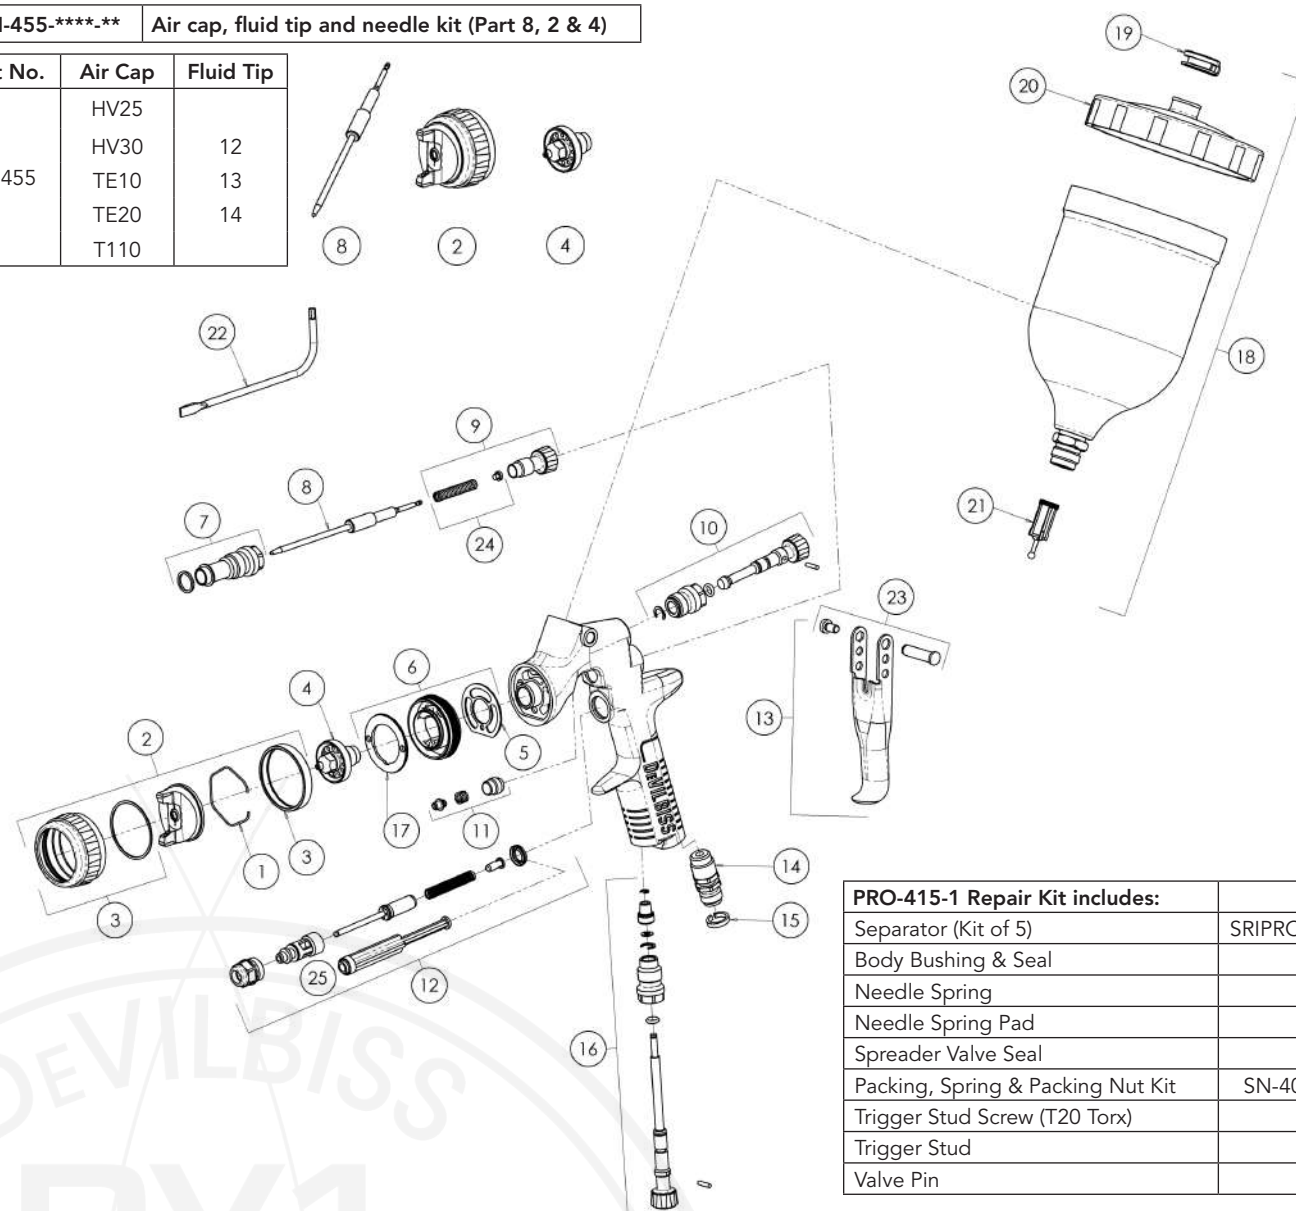 -455-****-** Air cap, fluid tip and needle kit (Part 8, 2 & 4)
No. Air Cap Fluid Tip
HV25
HV30 12
455 TE10 13
TE20 14
T110
8 2 4
19
20
22
18
9
8
21
7
24
10
23
6
4
13
5
2
17
11
1
3
14
3
15
25
12
16
DEVILBISS
DEVILBISS
PRO-415-1 Repair Kit includes:
Separator (Kit of 5) SRIPRO
Body Bushing & Seal
Needle Spring
Needle Spring Pad
Spreader Valve Seal
Packing, Spring & Packing Nut Kit SN-40
Trigger Stud Screw (T20 Torx)
Trigger Stud
Valve Pin